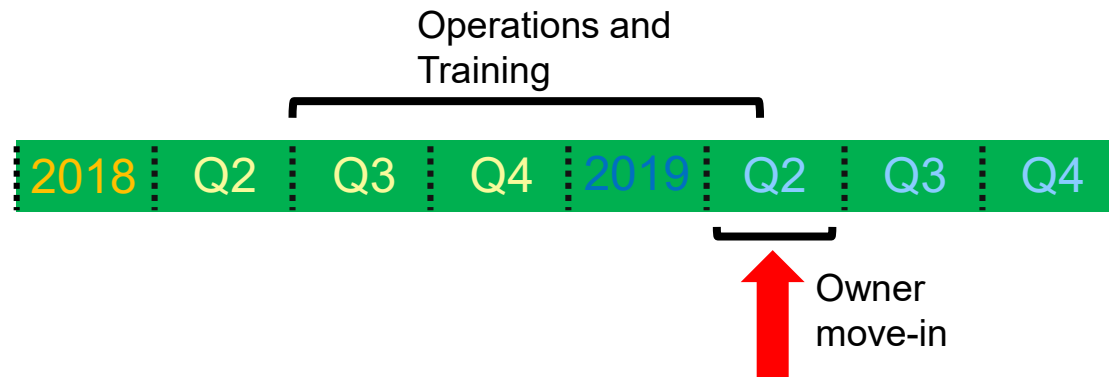 Operations and
Training
2018 Q2 Q3 Q4 2019 Q2 Q3 Q4
Owner
move-in